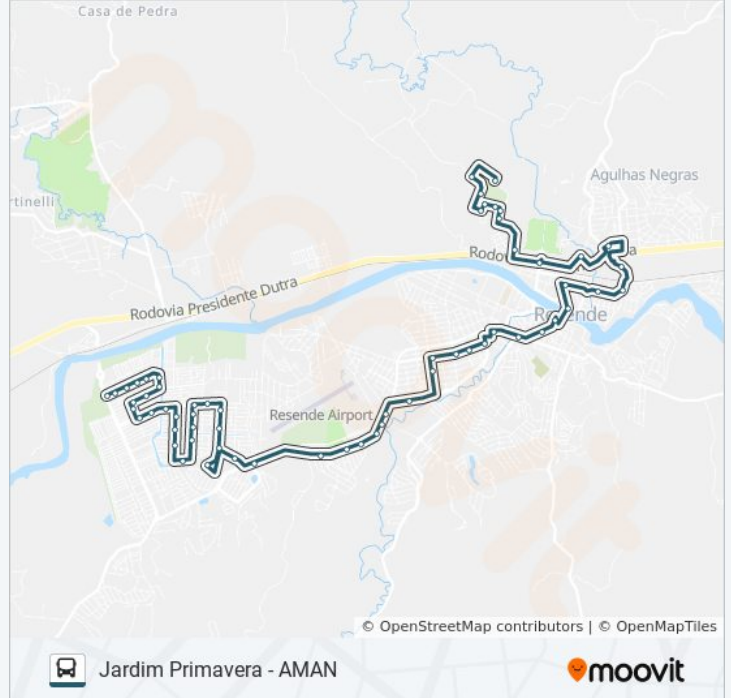 Casa de Pedra
Agulhas Negras
rtinelli
Rodov
a
Rodovia Presidente Dutra
Resende
Resende Airport
© OpenStreetMap contributors | © OpenMapTiles
Jardim Primavera - AMAN
moovit